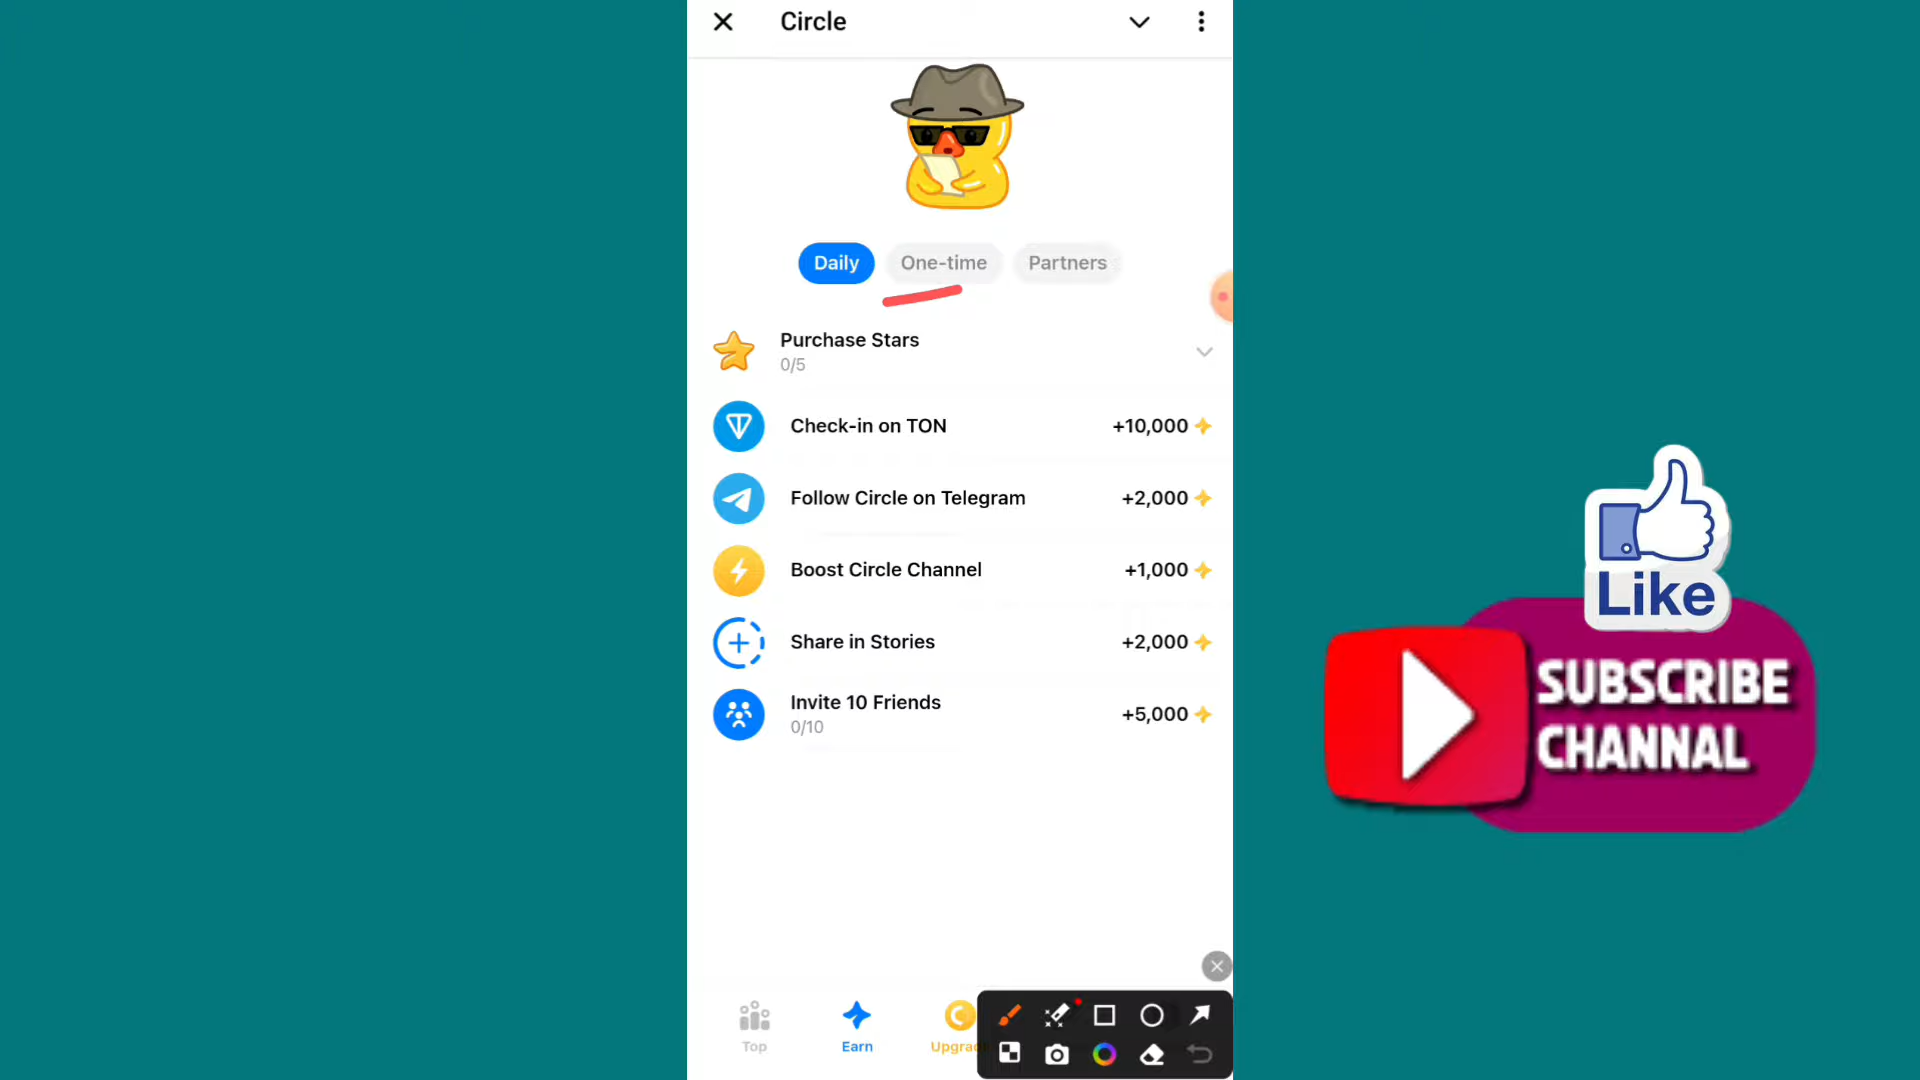 Circle
Daily
One-time
Partners
Purchase Stars
0/5
Check-in on TON
+10,000
Follow Circle on Telegram
+2,000
Boost Circle Channel
+1,000
Share in Stories
+2,000
Invite 10 Friends
0/10
+5,000
Top
Earn
Like
SUBSCRIBE
CHANNAL